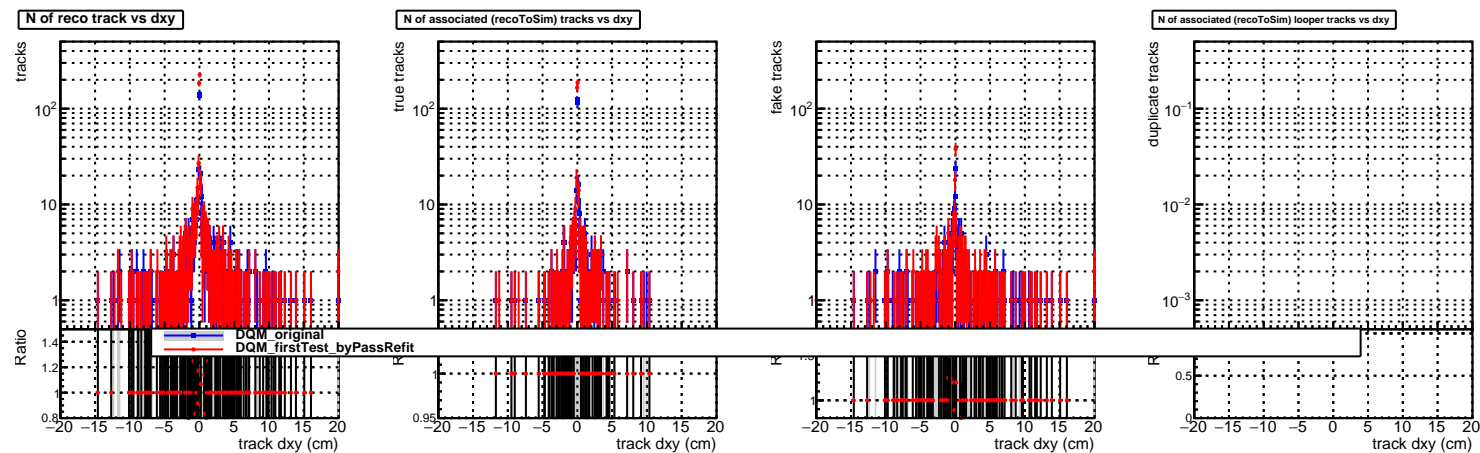 N of reco track vs dxy
tracks
10²
10
1
Ratio
1.4
1.2
1
0.8
−20 −15 −10 −5 0 5 10 15 20
track dxy (cm)
N of associated (recoToSim) tracks vs dxy
true tracks
10²
10
1
1
0.95
−20 −15 −10 −5 0 5 10 15 20
track dxy (cm)
fake tracks
10²
10
1
1
−20 −15 −10 −5 0 5 10 15 20
track dxy (cm)
N of associated (recoToSim) looper tracks vs dxy
duplicate tracks
10⁻¹
10⁻²
10⁻³
0.5
0
−20 −15 −10 −5 0 5 10 15 20
track dxy (cm)
DQM_original
DQM_firstTest_byPassRefit